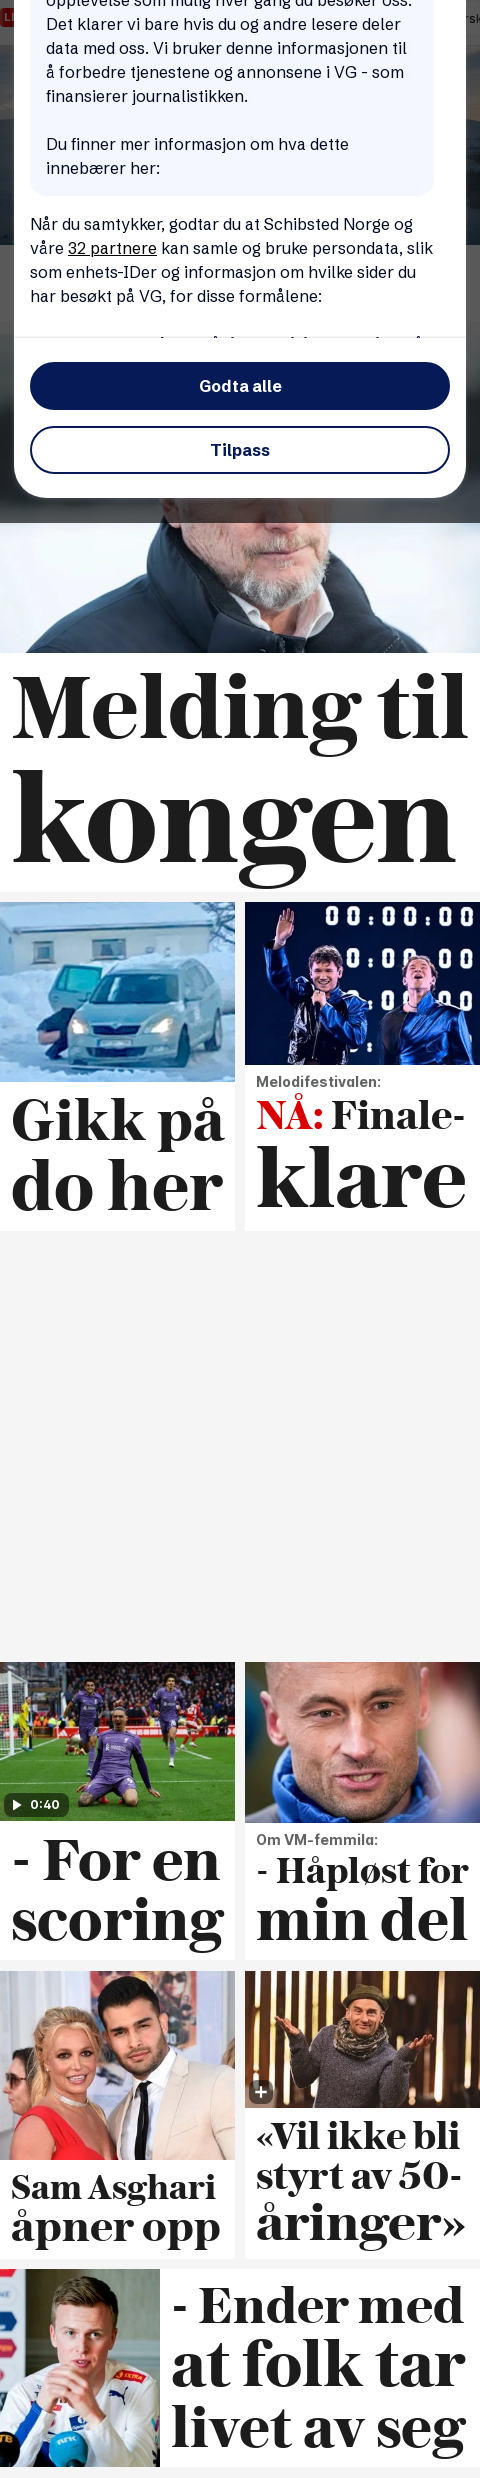 opplevelse som mulig hver gang du besøker oss.
Det klarer vi bare hvis du og andre lesere deler
data med oss. Vi bruker denne informasjonen til
å forbedre tjenestene og annonsene i VG - som
finansierer journalistikken.
Du finner mer informasjon om hva dette
innebærer her:
Når du samtykker, godtar du at Schibsted Norge og
våre 32 partnere kan samle og bruke persondata, slik
som enhets-IDer og informasjon om hvilke sider du
har besøkt på VG, for disse formålene:
Godta alle
Tilpass
Melding til
kongen
Gikk på
do her
00:00:00
Melodifestivalen:
NÅ: Finale-
klare
0:40
- For en
scoring
Om VM-femmila:
- Håpløst for
min del
Sam Asghari
åpner opp
«Vil ikke bli
styrt av 50-
åringer»
EXTRA
NRK
- Ender med
at folk tar
livet av seg